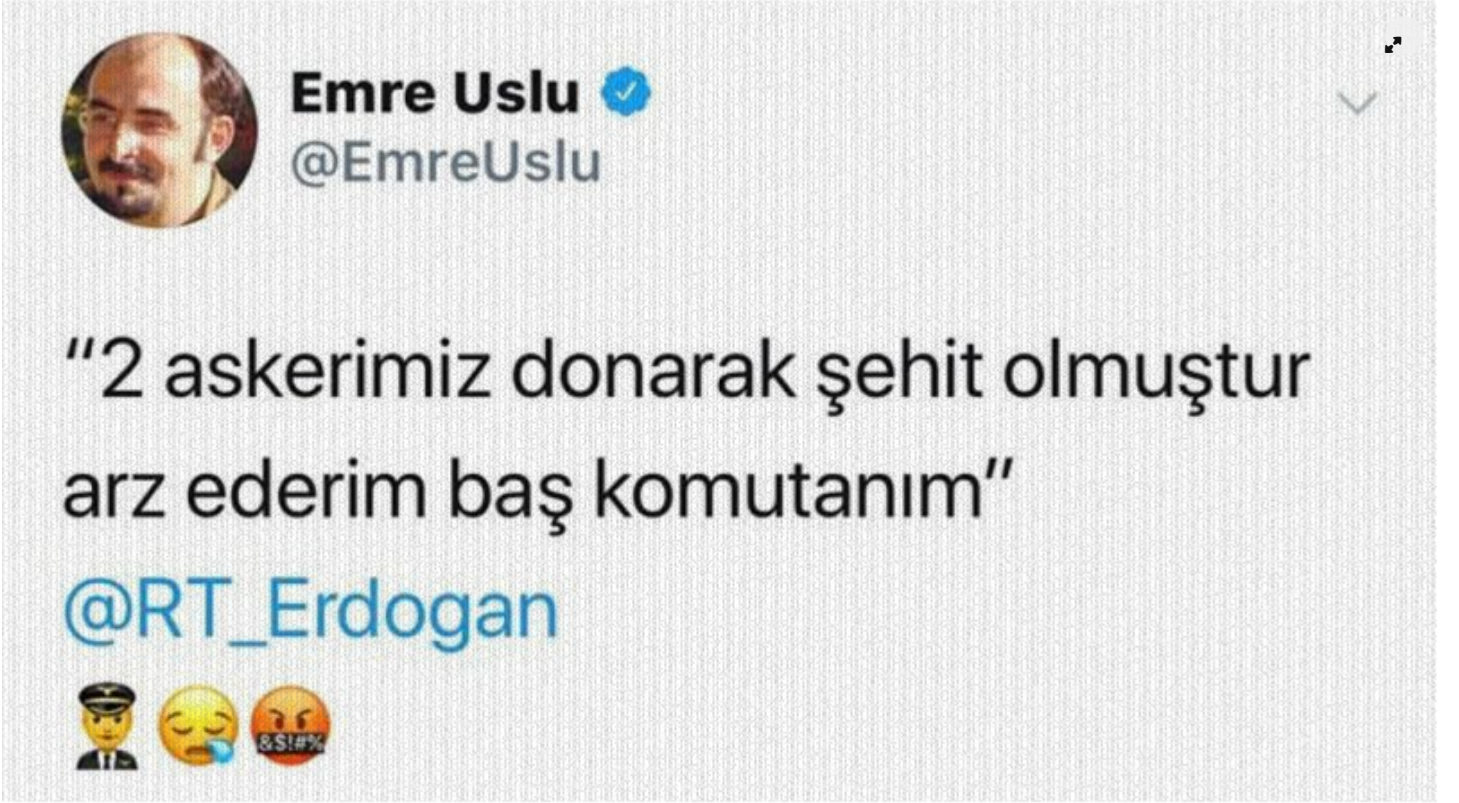 Emre Uslu
@EmreUslu
“2 askerimiz donarak şehit olmuştur
arz ederim baş komutanım”
@RT_Erdogan
&$!#%